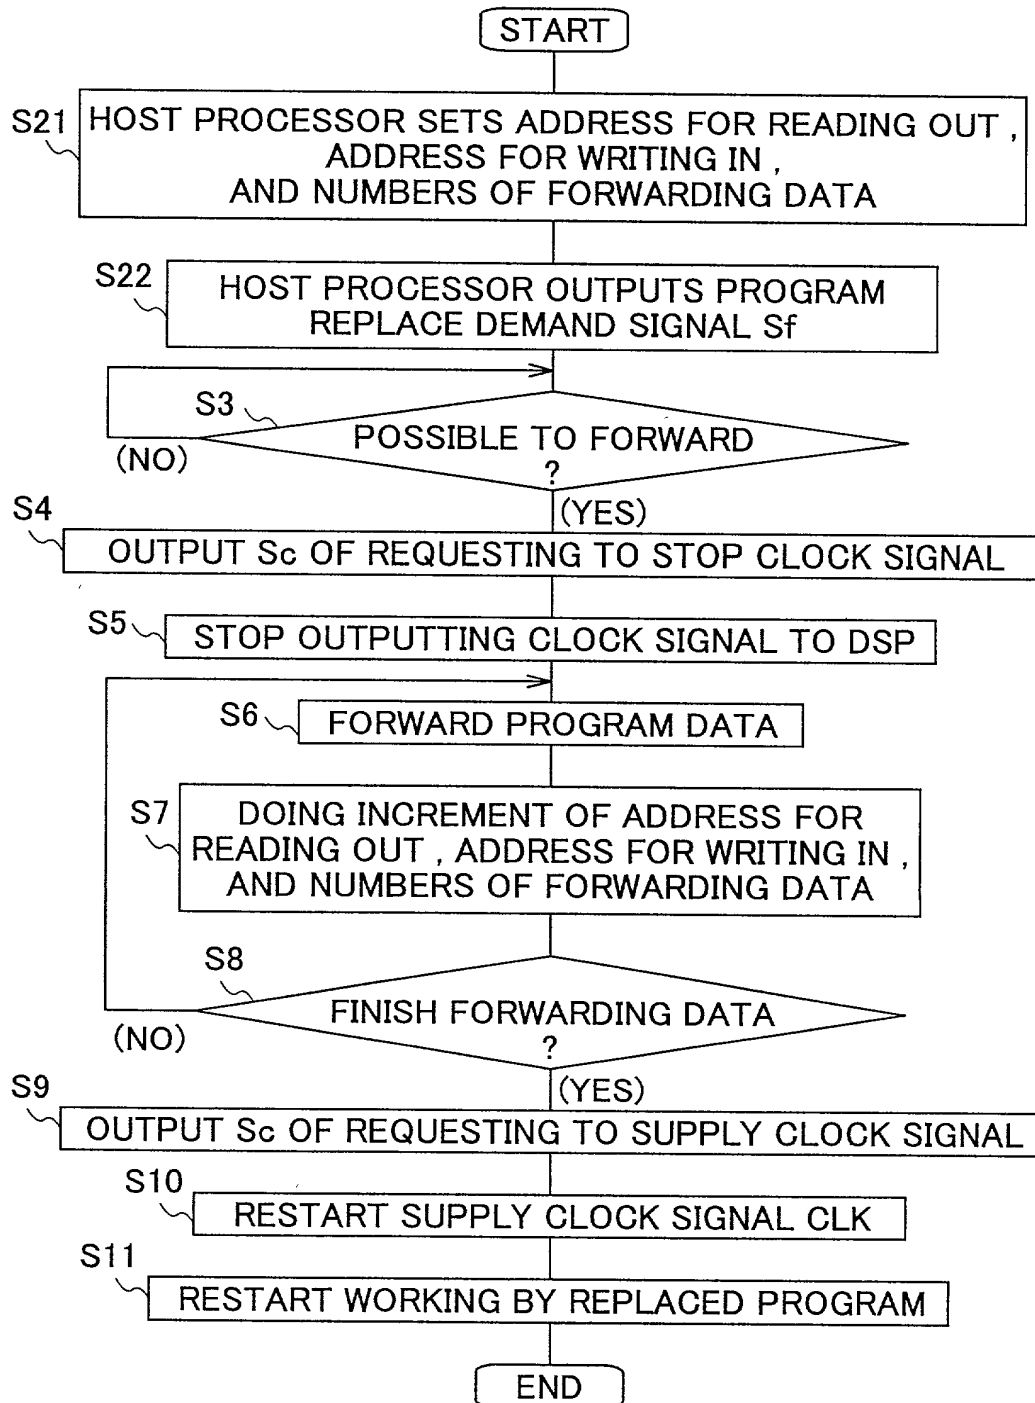 START
S21
HOST PROCESSOR SETS ADDRESS FOR READING OUT ,
ADDRESS FOR WRITING IN ,
AND NUMBERS OF FORWARDING DATA
S22
HOST PROCESSOR OUTPUTS PROGRAM
REPLACE DEMAND SIGNAL Sf
S3
POSSIBLE TO FORWARD
?
(NO)
(YES)
S4
OUTPUT Sc OF REQUESTING TO STOP CLOCK SIGNAL
S5
STOP OUTPUTTING CLOCK SIGNAL TO DSP
S6
FORWARD PROGRAM DATA
S7
DOING INCREMENT OF ADDRESS FOR
READING OUT , ADDRESS FOR WRITING IN ,
AND NUMBERS OF FORWARDING DATA
S8
FINISH FORWARDING DATA
?
(NO)
(YES)
S9
OUTPUT Sc OF REQUESTING TO SUPPLY CLOCK SIGNAL
S10
RESTART SUPPLY CLOCK SIGNAL CLK
S11
RESTART WORKING BY REPLACED PROGRAM
END